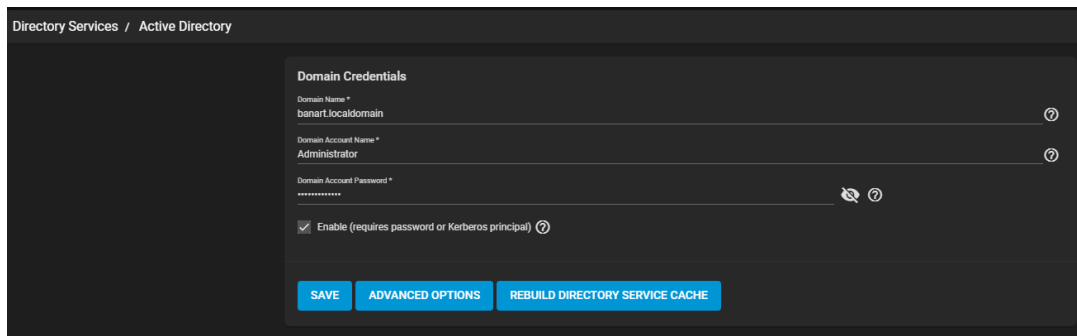 Directory Services / Active Directory
Domain Credentials
Domain Name *
banart.localdomain
Domain Account Name *
Administrator
Domain Account Password *
•••••••••••••
Enable (requires password or Kerberos principal)
SAVE ADVANCED OPTIONS REBUILD DIRECTORY SERVICE CACHE